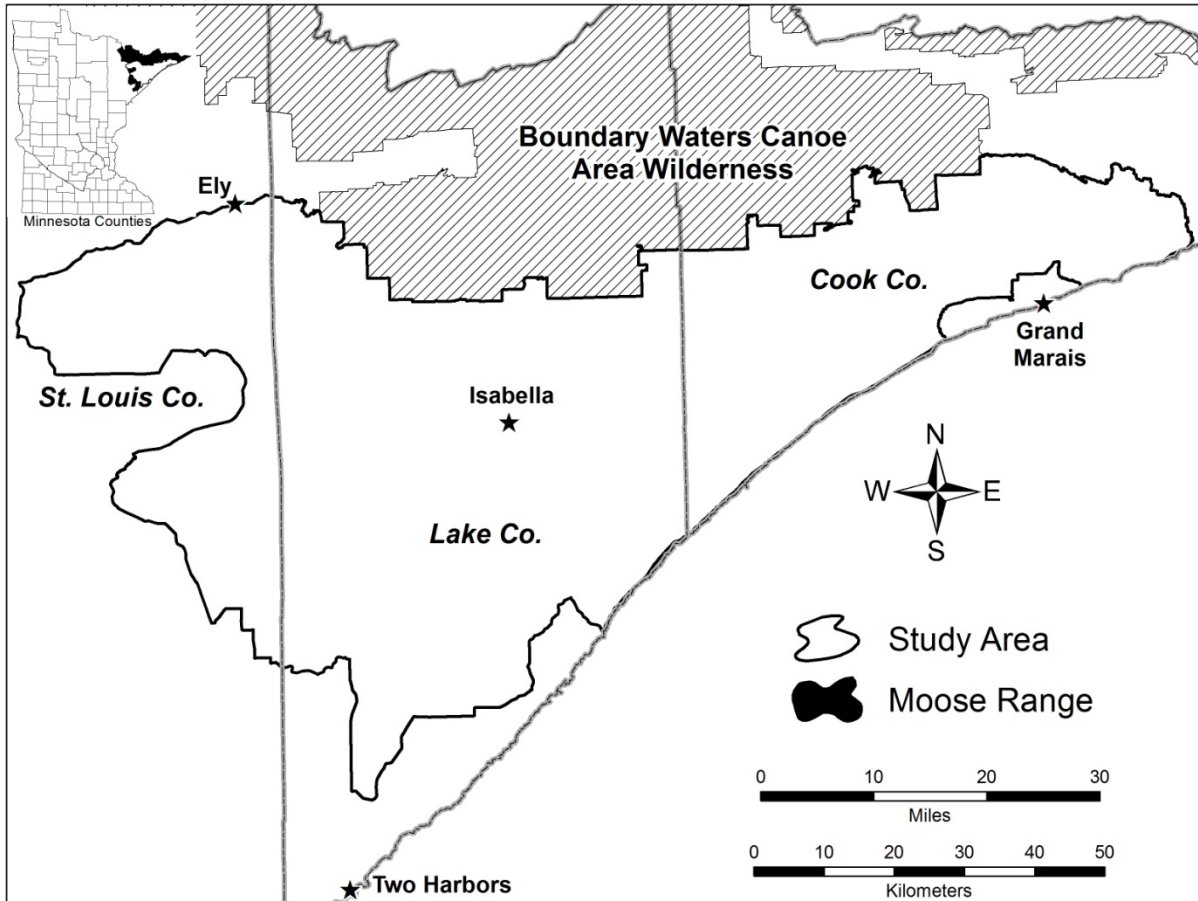 Boundary Waters Canoe
Area Wilderness
Ely
Minnesota Counties
Cook Co.
Grand
Marais
St. Louis Co.
Isabella
N
W E
S
Lake Co.
Study Area
Moose Range
0 10 20 30
Miles
0 10 20 30 40 50
Kilometers
Two Harbors